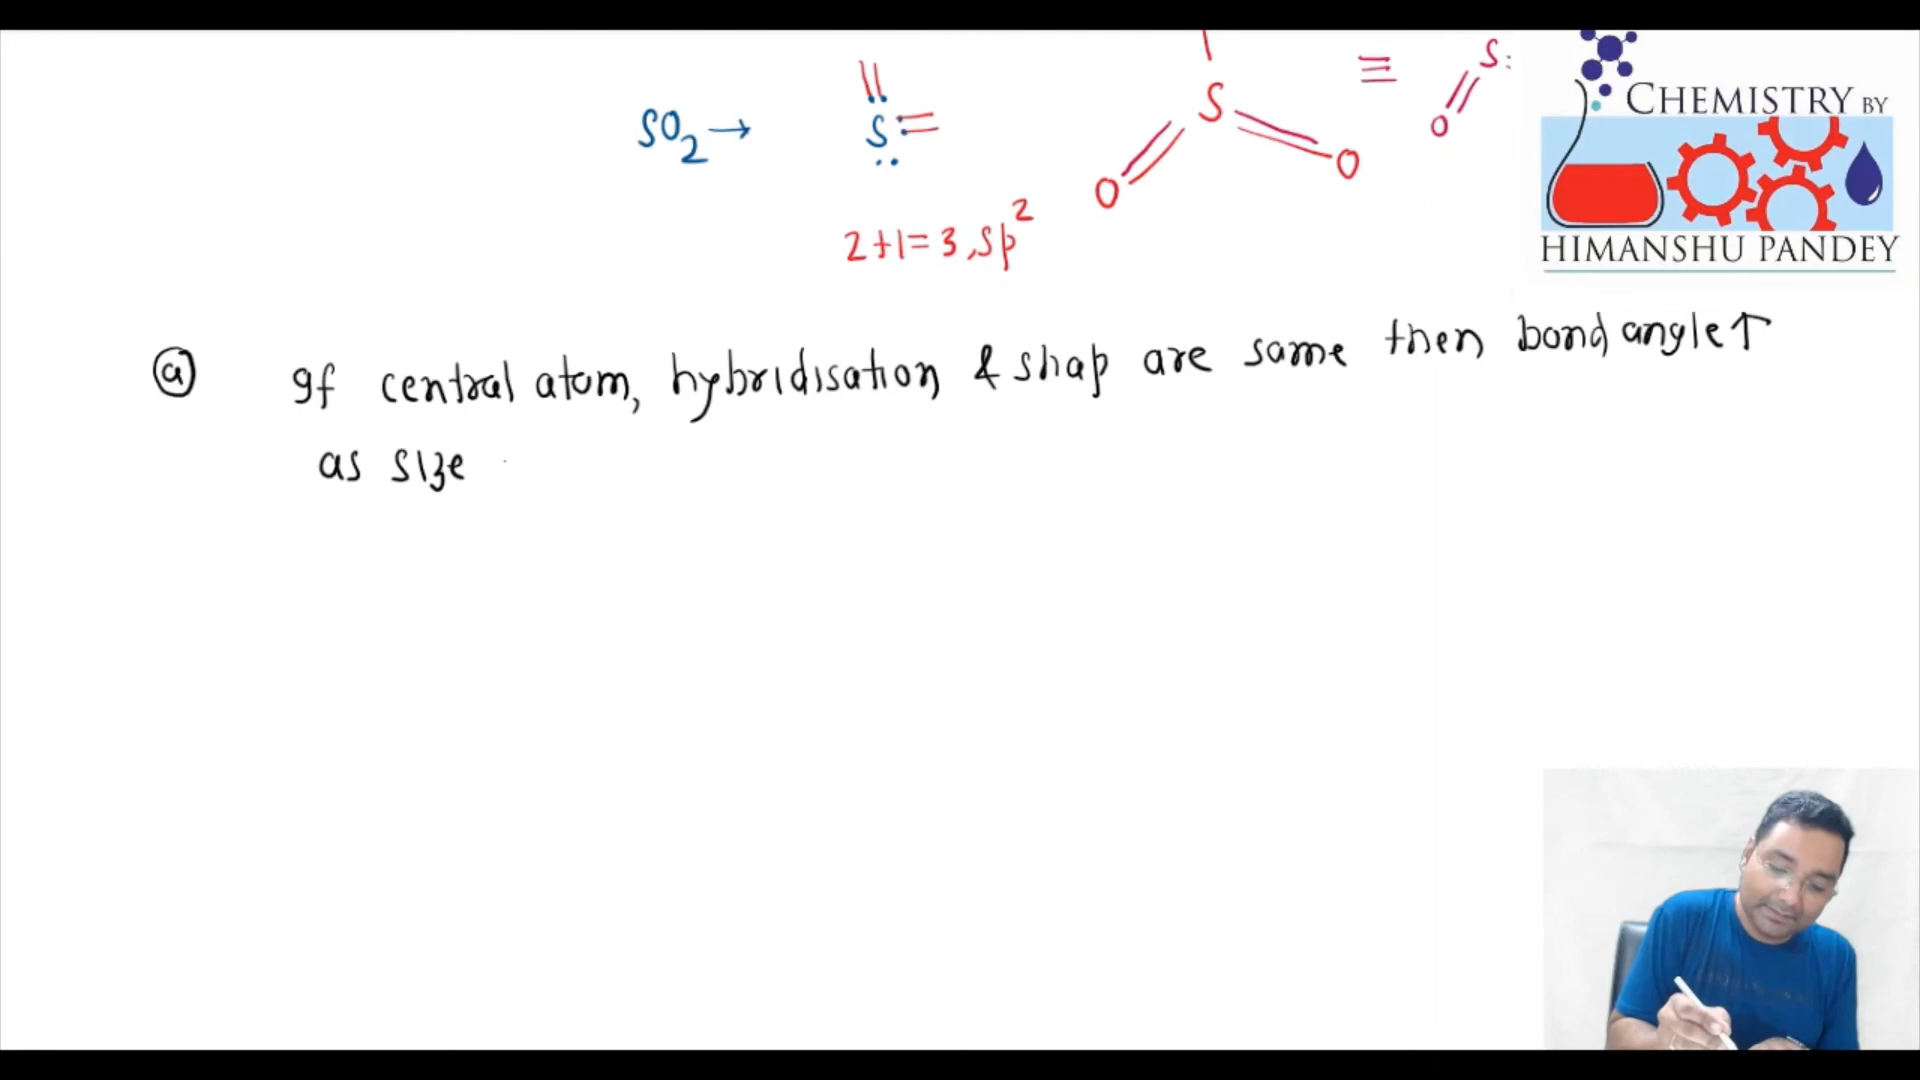 SO2 → S
S
O
O
≡
S:
O
2+1=3, sp²
CHEMISTRY BY
HIMANSHU PANDEY
(a) If central atom, hybridisation & shap are same then bond angle↑
as size